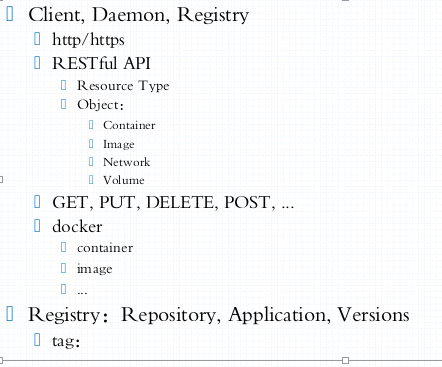 Client, Daemon, Registry
http/https
RESTful API
Resource Type
Object：
Container
Image
Network
Volume
GET, PUT, DELETE, POST, ...
docker
container
image
...
Registry：Repository, Application, Versions
tag：